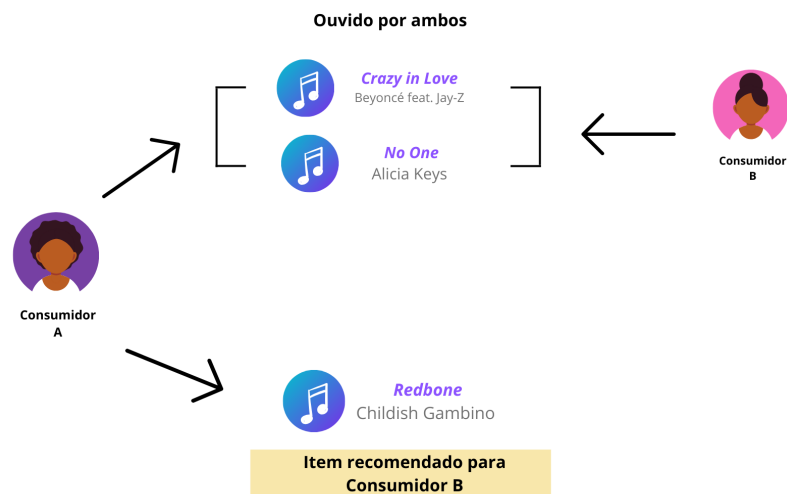 Ouvido por ambos
Crazy in Love
Beyoncé feat. Jay-Z
No One
Alicia Keys
Consumidor
B
Consumidor
A
Redbone
Childish Gambino
Item recomendado para
Consumidor B